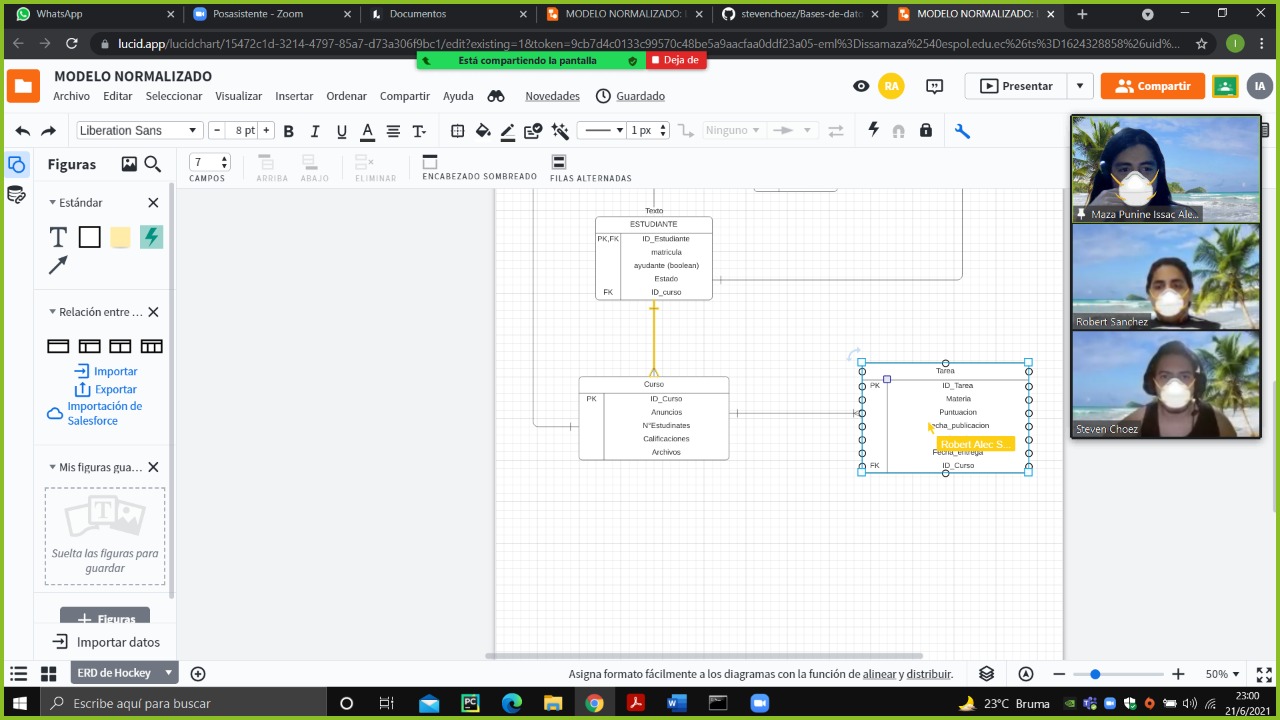 WhatsApp
Posasistente - Zoom
Documentos
MODELO NORMALIZADO: E
stevenchoez/Bases-de-dato
MODELO NORMALIZADO: E
lucid.app/lucidchart/15472c1d-3214-4797-85a7-d73a306f9bc1/edit?existing=1&token=9cb7d4c0133c99570c48be5a9aacfaa0ddf23a05-eml%3Dissamaza%2540espol.edu.ec%26ts%3D1624328858%26uid%...
I
Está compartiendo la pantalla
Deja de
MODELO NORMALIZADO
Archivo Editar Seleccionar Visualizar Insertar Ordenar Ayuda Novedades Guardado
RA
Presentar
Compartir
IA
Liberation Sans
8 pt
B I U A T
1 px
Ninguno
Figuras
7
CAMPOS
ARRIBA
ABAJO
ELIMINAR
ENCABEZADO SOMBREADO
FILAS ALTERNADAS
Estándar
T
Relación entre ...
Importar
Exportar
Importación de
Salesforce
Mis figuras gua...
T
Suelta las figuras para
guardar
+ Figuras
Importar datos
Texto
ESTUDIANTE
PK,FK ID_Estudiante
matricula
ayudante (boolean)
Estado
FK ID_curso
Curso
PK ID_Curso
Anuncios
N°Estudinates
Calificaciones
Archivos
Tarea
PK ID_Tarea
Materia
Puntuacion
echa_publicacion
Robert Alec S...
Fecha_entrega
FK ID_Curso
Maza Punine Issac Ale...
Robert Sanchez
Steven Choez
ERD de Hockey
Asigna formato fácilmente a los diagramas con la función de alinear y distribuir.
50%
Escribe aquí para buscar
PC
W
23°C Bruma
23:00
21/6/2021